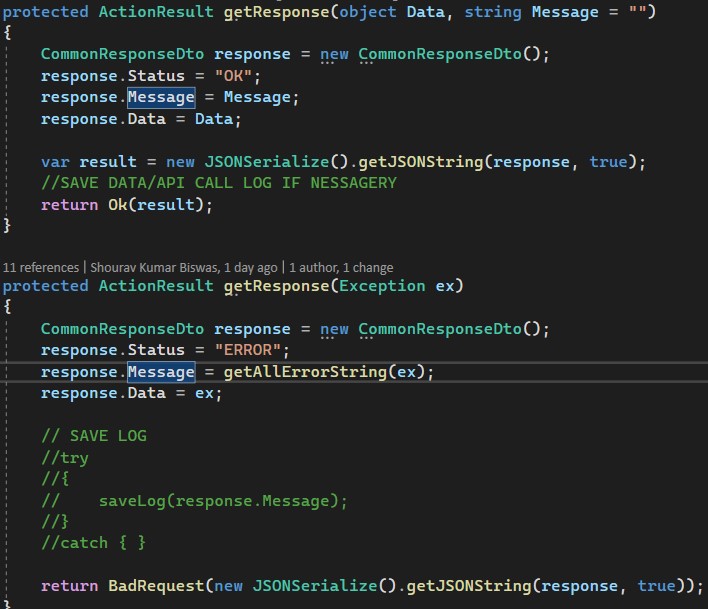 protected ActionResult getResponse(object Data, string Message = "")
{
CommonResponseDto response = new CommonResponseDto();
response.Status = "OK";
response.Message = Message;
response.Data = Data;
var result = new JSONSerialize().getJSONString(response, true);
//SAVE DATA/API CALL LOG IF NESSAGERY
return Ok(result);
}
11 references | Shourav Kumar Biswas, 1 day ago | 1 author, 1 change
protected ActionResult getResponse(Exception ex)
{
CommonResponseDto response = new CommonResponseDto();
response.Status = "ERROR";
response.Message = getAllErrorString(ex);
response.Data = ex;
// SAVE LOG
//try
//{
//    saveLog(response.Message);
//}
//catch { }
return BadRequest(new JSONSerialize().getJSONString(response, true));
}